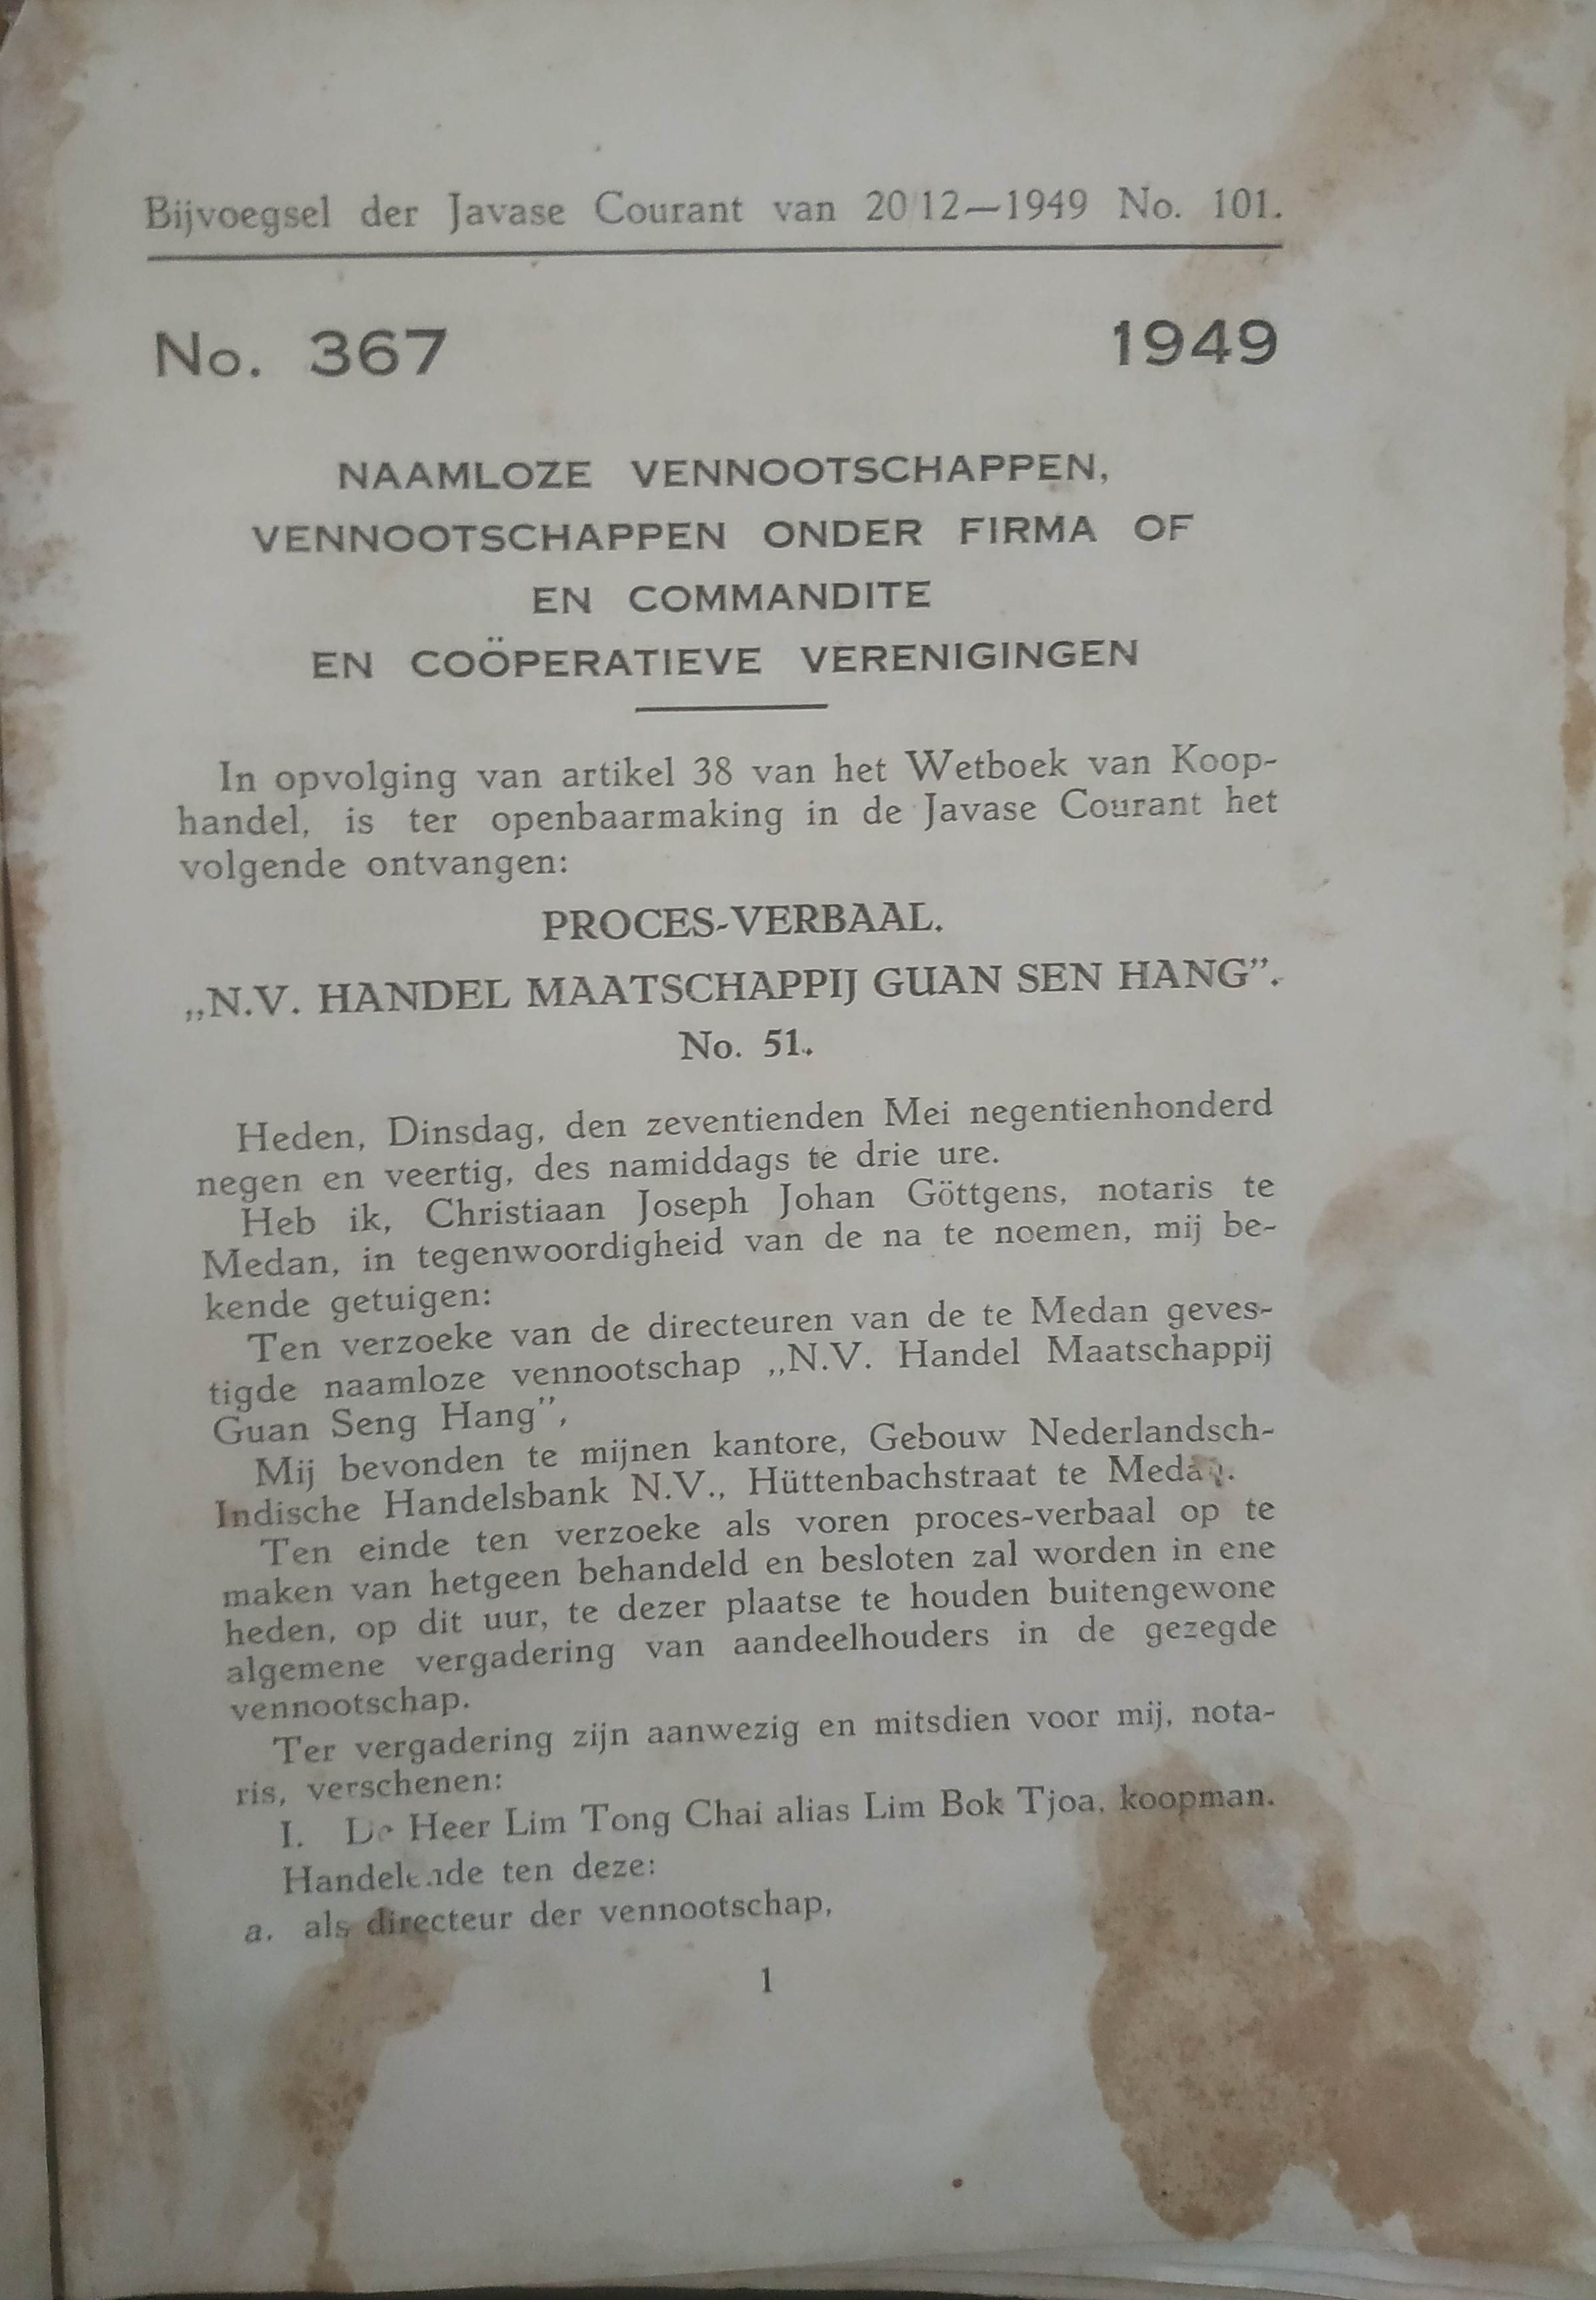 Bijvoegsel der Javase Courant van 20/12—1949 No. 101.
No. 367 1949
NAAMLOZE VENNOOTSCHAPPEN,
VENNOOTSCHAPPEN ONDER FIRMA OF
EN COMMANDITE
EN COÖPERATIEVE VERENIGINGEN
In opvolging van artikel 38 van het Wetboek van Koop-
handel, is ter openbaarmaking in de Javase Courant het
volgende ontvangen:
PROCES-VERBAAL.
„N.V. HANDEL MAATSCHAPPIJ GUAN SEN HANG”.
No. 51.
Heden, Dinsdag, den zeventienden Mei negentienhonderd
negen en veertig, des namiddags te drie ure.
Heb ik, Christiaan Joseph Johan Göttgens, notaris te
Medan, in tegenwoordigheid van de na te noemen, mij be-
kende getuigen:
Ten verzoeke van de directeuren van de te Medan geves-
tigde naamloze vennootschap „N.V. Handel Maatschappij
Guan Seng Hang”,
Mij bevonden te mijnen kantore, Gebouw Nederlandsch-
Indische Handelsbank N.V., Hüttenbachstraat te Medan.
Ten einde ten verzoeke als voren proces-verbaal op te
maken van hetgeen behandeld en besloten zal worden in ene
heden, op dit uur, te dezer plaatse te houden buitengewone
algemene vergadering van aandeelhouders in de gezegde
vennootschap.
Ter vergadering zijn aanwezig en mitsdien voor mij, nota-
ris, verschenen:
I. De Heer Lim Tong Chai alias Lim Bok Tjoa, koopman.
Handelende ten deze:
a. als directeur der vennootschap,
1